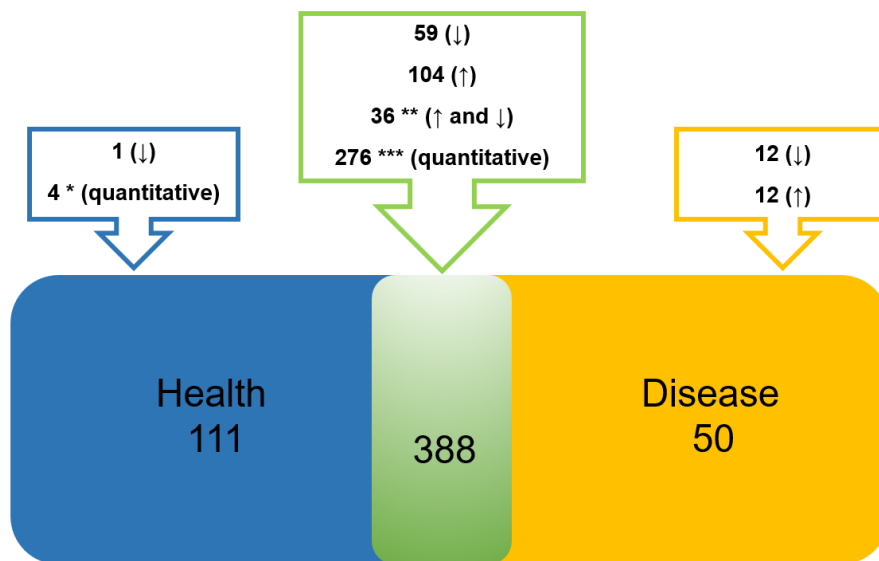 59 (↓)
104 (↑)
36 ** (↑ and ↓)
276 *** (quantitative)
1 (↓)
4 * (quantitative)
12 (↓)
12 (↑)
Health
111
388
Disease
50